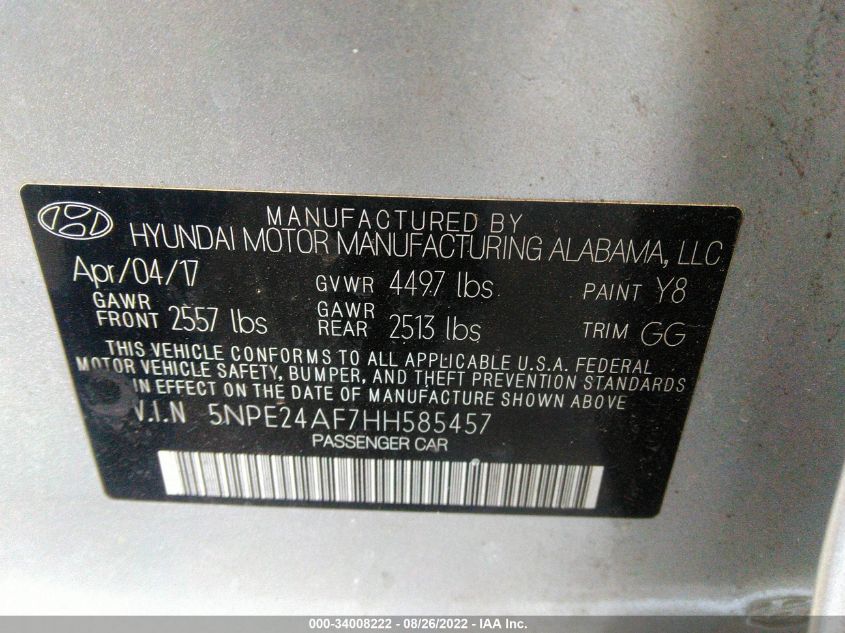 MANUFACTURED BY
HYUNDAI MOTOR MANUFACTURING ALABAMA, LLC
Apr/04/17 GVWR 4497 lbs PAINT Y8
GAWR FRONT 2557 lbs GAWR REAR 2513 lbs TRIM GG
THIS VEHICLE CONFORMS TO ALL APPLICABLE U.S.A. FEDERAL
MOTOR VEHICLE SAFETY, BUMPER, AND THEFT PREVENTION STANDARDS
IN EFFECT ON THE DATE OF MANUFACTURE SHOWN ABOVE
V.I.N 5NPE24AF7HH585457
PASSENGER CAR
000-34008222 - 08/26/2022 - IAA Inc.